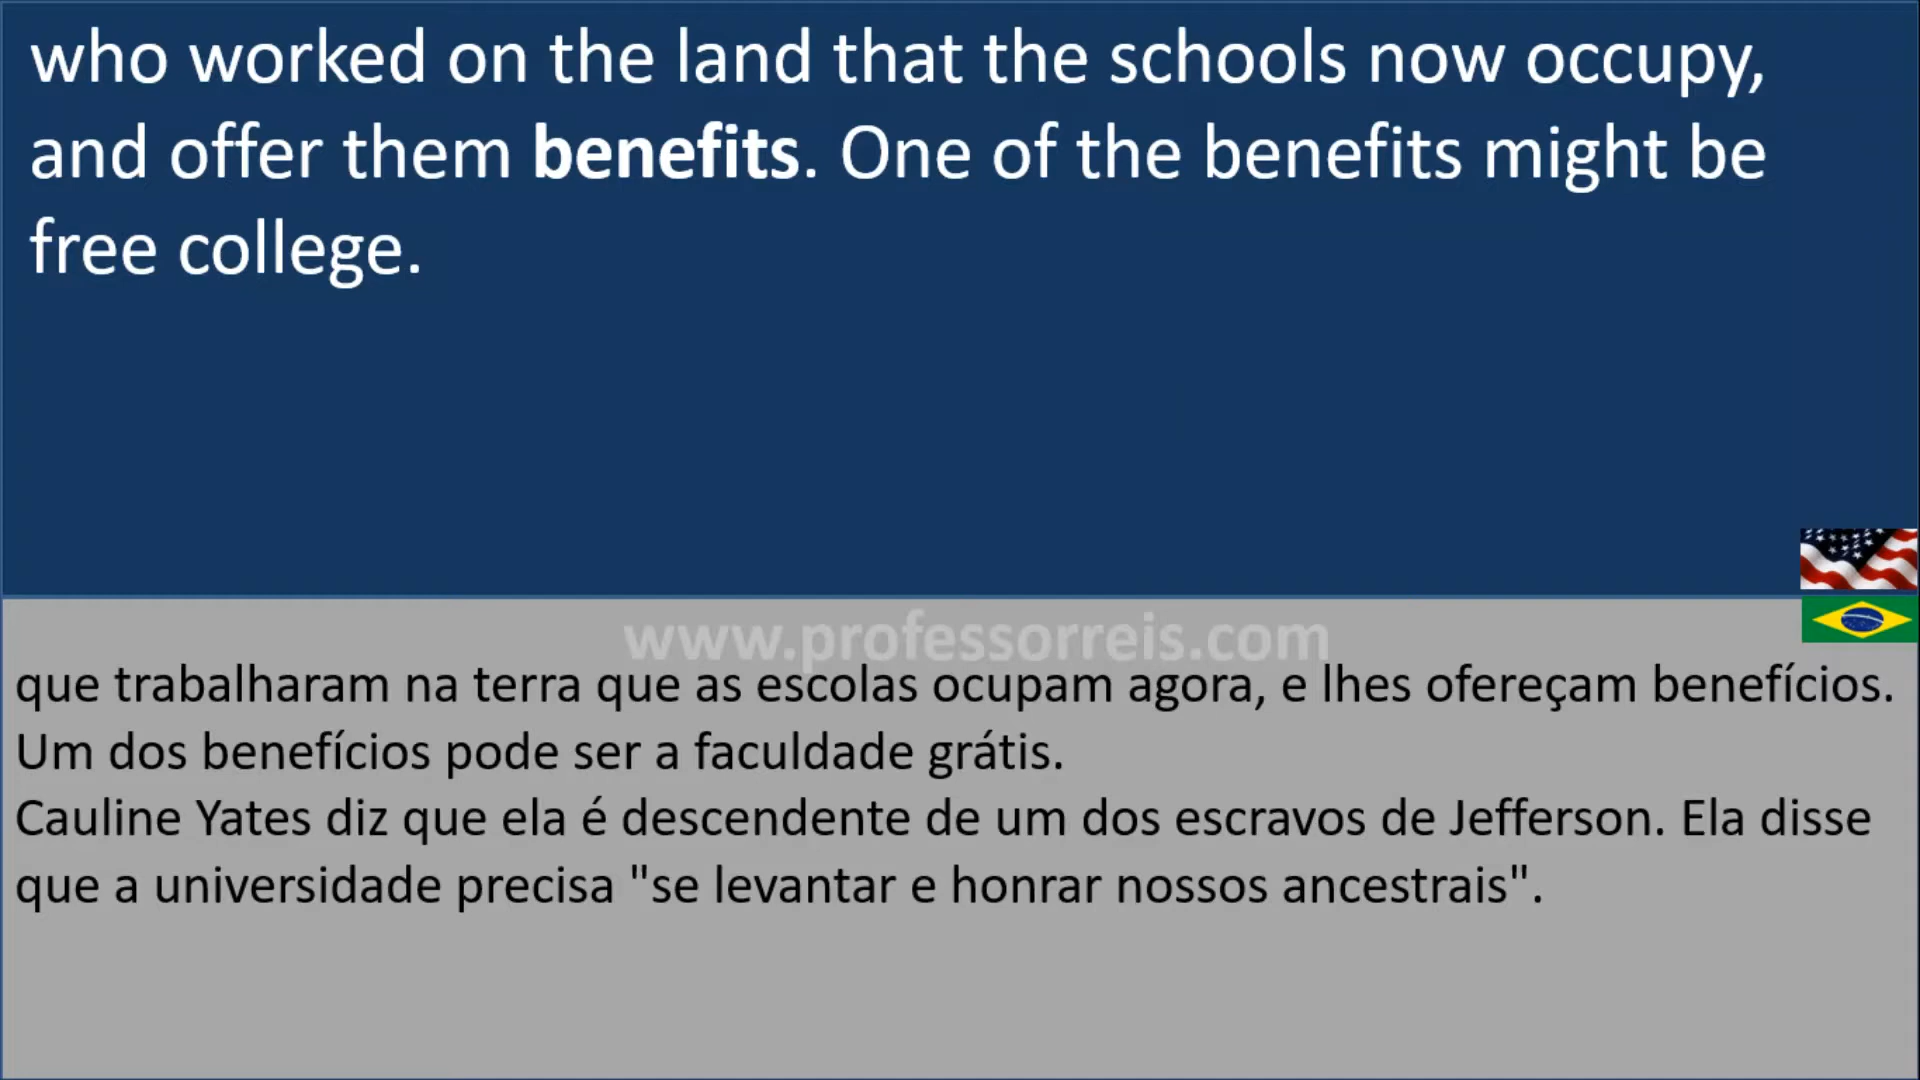 who worked on the land that the schools now occupy,
and offer them benefits. One of the benefits might be
free college.
www.professorreis.com
que trabalharam na terra que as escolas ocupam agora, e lhes ofereçam benefícios.
Um dos benefícios pode ser a faculdade grátis.
Cauline Yates diz que ela é descendente de um dos escravos de Jefferson. Ela disse
que a universidade precisa "se levantar e honrar nossos ancestrais".